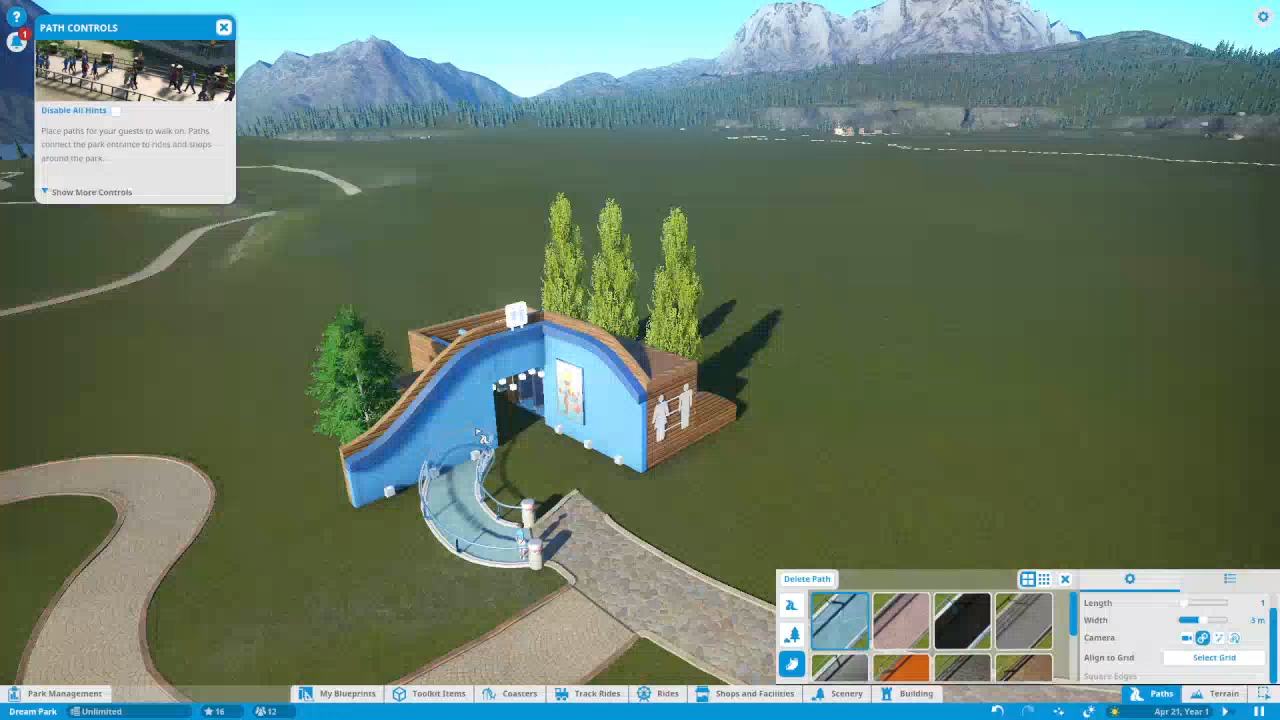 ?
1
PATH CONTROLS
Disable All Hints
Place paths for your guests to walk on. Paths
connect the park entrance to rides and shops
around the park.
Show More Controls
Delete Path
Length 1
Width
Camera
Align to Grid Select Grid
Square Edges
Park Management My Blueprints Toolkit Items Coasters Track Rides Rides Shops and Facilities Scenery Building Paths Terrain
Dream Park Unlimited 16 12 Apr 21, Year 1